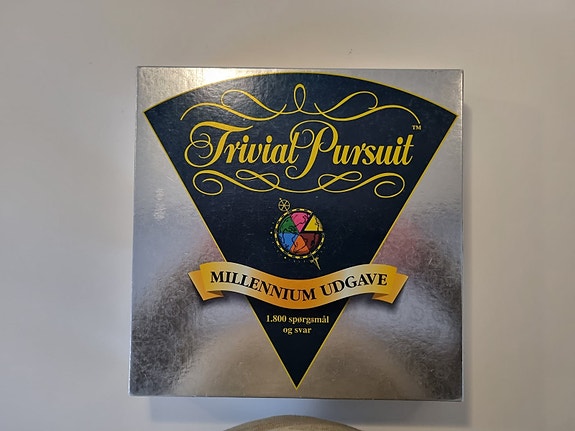 Trivial Pursuit™
MILLENNIUM UDGAVE
1.800 spørgsmål
og svar